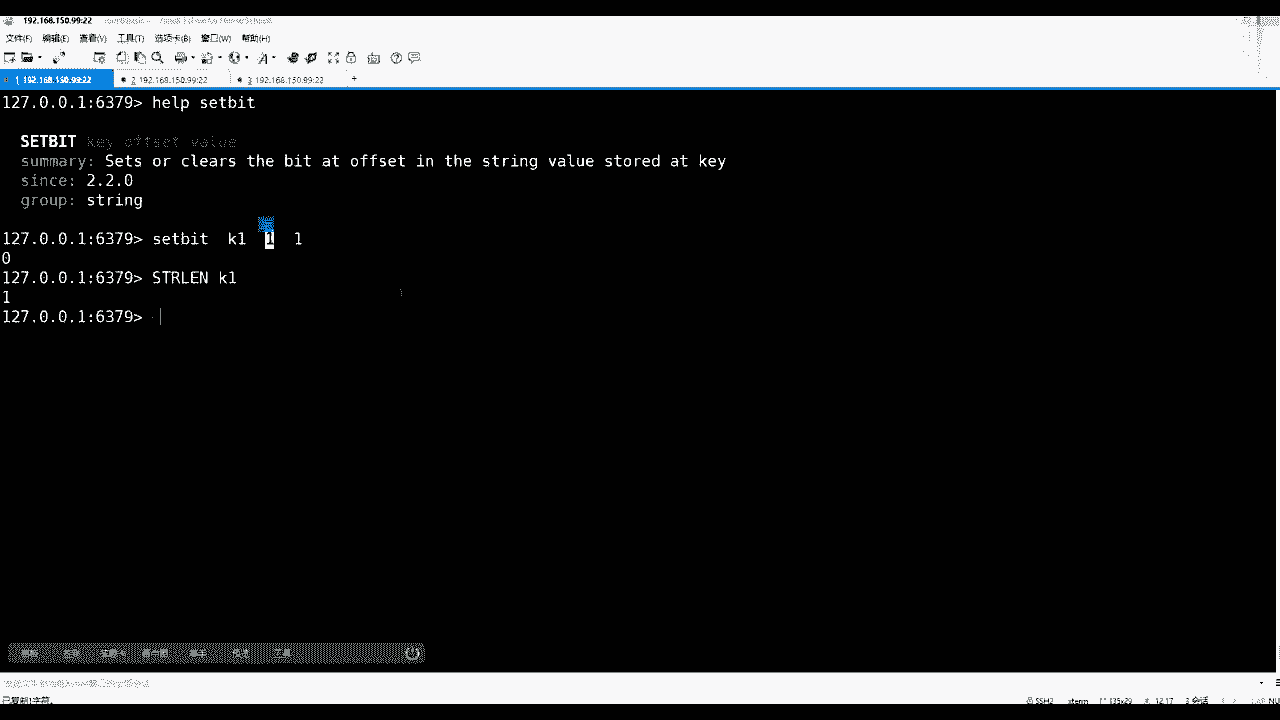 192.168.150.99:22
文件(F) 编辑(E) 查看(V) 工具(T) 选项卡(B) 窗口(W) 帮助(H)
1 192.168.150.99:22 2 192.168.150.99:22 3 192.168.150.99:22 +
127.0.0.1:6379> help setbit
SETBIT key offset value
summary: Sets or clears the bit at offset in the string value stored at key
since: 2.2.0
group: string
127.0.0.1:6379> setbit k1 1 1
0
127.0.0.1:6379> STRLEN k1
1
127.0.0.1:6379>
已复制1字符。 SSH2 xterm 135x29 12,17 3 会话 NU